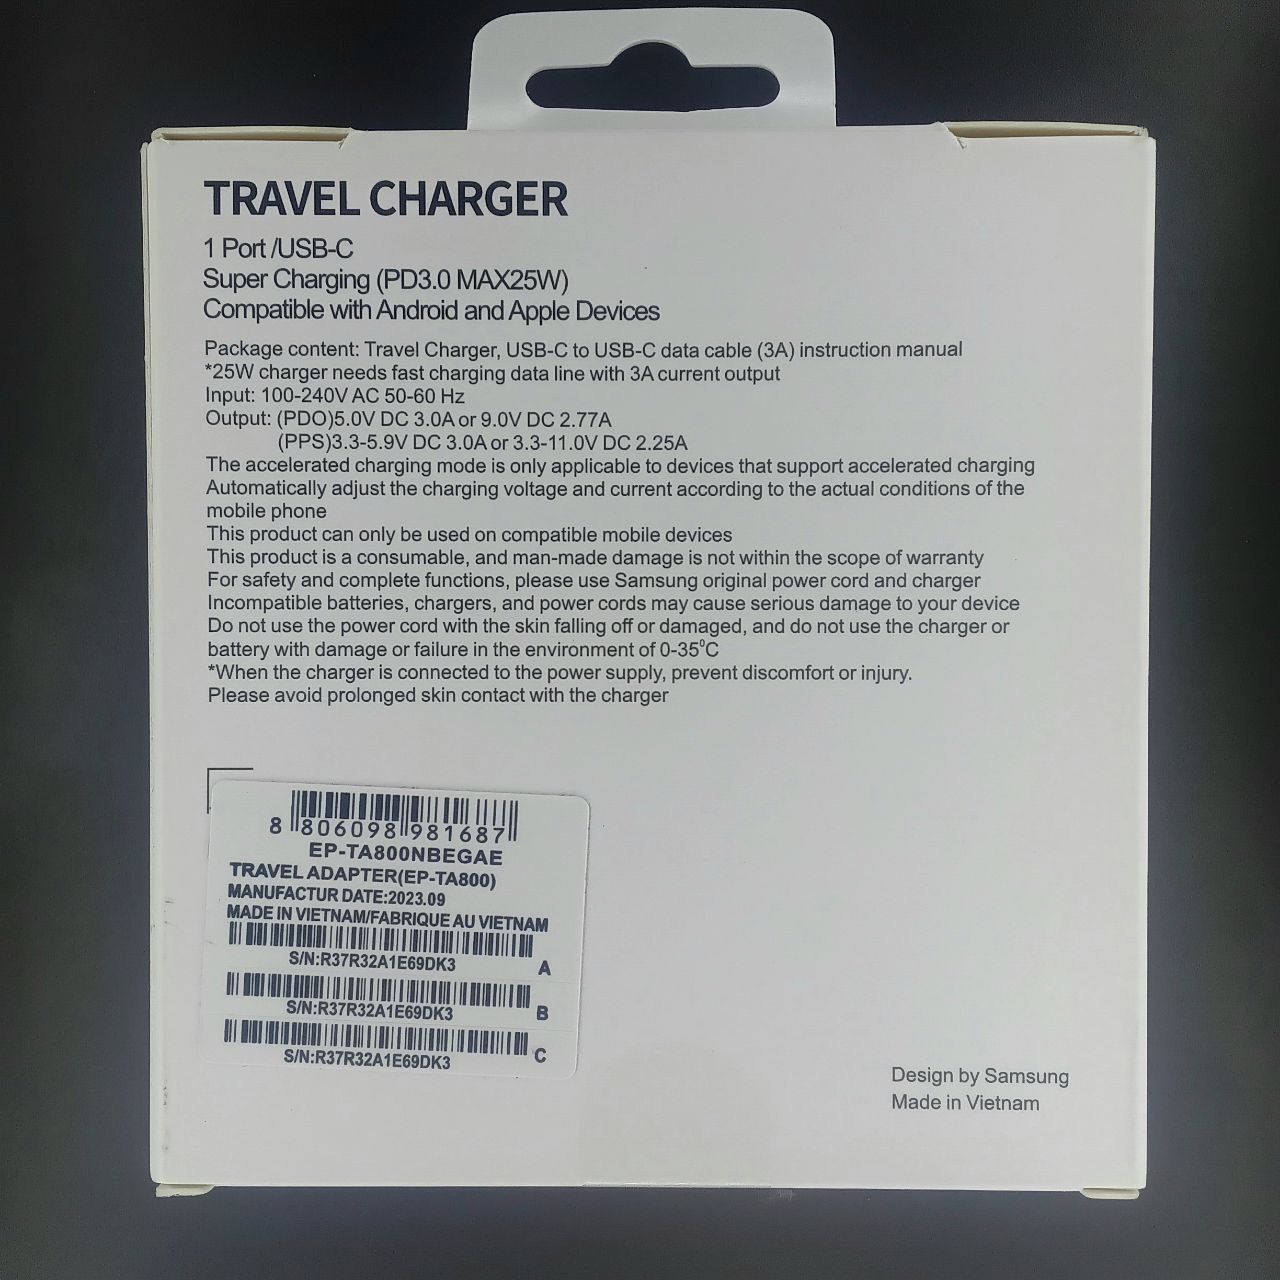 TRAVEL CHARGER
1 Port /USB-C
Super Charging (PD3.0 MAX25W)
Compatible with Android and Apple Devices
Package content: Travel Charger, USB-C to USB-C data cable (3A) instruction manual
*25W charger needs fast charging data line with 3A current output
Input: 100-240V AC 50-60 Hz
Output: (PDO)5.0V DC 3.0A or 9.0V DC 2.77A
(PPS)3.3-5.9V DC 3.0A or 3.3-11.0V DC 2.25A
The accelerated charging mode is only applicable to devices that support accelerated charging
Automatically adjust the charging voltage and current according to the actual conditions of the
mobile phone
This product can only be used on compatible mobile devices
This product is a consumable, and man-made damage is not within the scope of warranty
For safety and complete functions, please use Samsung original power cord and charger
Incompatible batteries, chargers, and power cords may cause serious damage to your device
Do not use the power cord with the skin falling off or damaged, and do not use the charger or
battery with damage or failure in the environment of 0-35⁰C
*When the charger is connected to the power supply, prevent discomfort or injury.
Please avoid prolonged skin contact with the charger
8 806098 981687
EP-TA800NBEGAE
TRAVEL ADAPTER(EP-TA800)
MANUFACTUR DATE:2023.09
MADE IN VIETNAM/FABRIQUE AU VIETNAM
S/N:R37R32A1E69DK3 A
S/N:R37R32A1E69DK3 B
S/N:R37R32A1E69DK3 C
Design by Samsung
Made in Vietnam